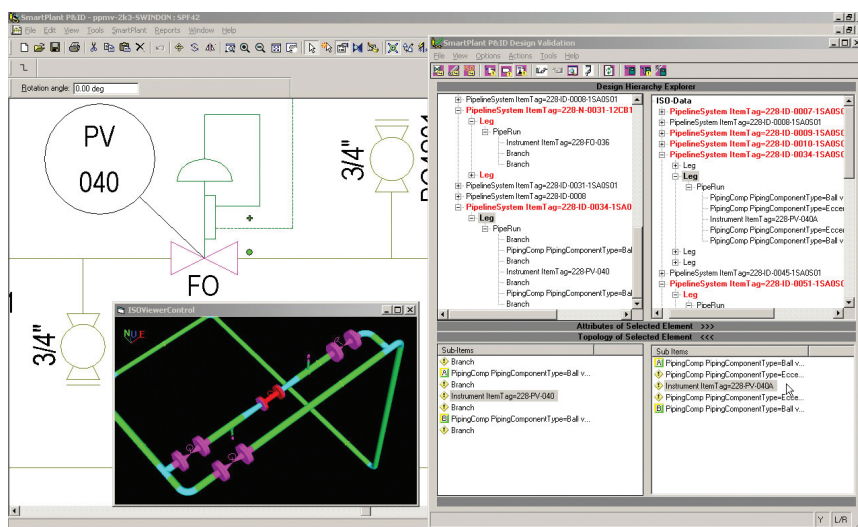 SmartPlant P&ID - ppmv-2k3-SWINDON : SPF42
File Edit View Tools SmartPlant Reports Window Help
Rotation angle: 0.00 deg
PV
040
FO
3/4"
3/4"
ISOViewerControl
N U E
SmartPlant P&ID Design Validation
File View Options Actions Tools Help
Design Hierarchy Explorer
PipelineSystem ItemTag=228-ID-0008-1SA0S01
PipelineSystem ItemTag=228-N-0031-12CB1
Leg
PipeRun
Instrument ItemTag=228-FO-036
Branch
Branch
Leg
PipelineSystem ItemTag=228-ID-0031-1SA0S01
PipelineSystem ItemTag=228-ID-0008
PipelineSystem ItemTag=228-ID-0034-1SA0
Leg
PipeRun
Branch
PipingComp PipingComponentType=Bal
Branch
Instrument ItemTag=228-PV-040
Branch
PipingComp PipingComponentType=Bal
Branch
ISO-Data
PipelineSystem ItemTag=228-ID-0007-1SA0S0
PipelineSystem ItemTag=228-ID-0008-1SA0S01
PipelineSystem ItemTag=228-ID-0009-1SA0S0
PipelineSystem ItemTag=228-ID-0010-1SA0S0
PipelineSystem ItemTag=228-ID-0034-1SA0S0
Leg
Leg
PipeRun
PipingComp PipingComponentType=Ball v
PipingComp PipingComponentType=Eccer
Instrument ItemTag=228-PV-040A
PipingComp PipingComponentType=Eccer
PipingComp PipingComponentType=Ball v
Leg
Leg
PipelineSystem ItemTag=228-ID-0045-1SA0S01
PipelineSystem ItemTag=228-ID-0051-1SA0S0
Leg
PipeRun
Attributes of Selected Element >>>
Topology of Selected Element <<<
Sub-Items
Branch
A PipingComp PipingComponentType=Ball v...
Branch
Instrument ItemTag=228-PV-040
Branch
B PipingComp PipingComponentType=Ball v...
Branch
Sub Items
A PipingComp PipingComponentType=Ball v...
PipingComp PipingComponentType=Ecce...
Instrument ItemTag=228-PV-040A
PipingComp PipingComponentType=Ecce...
B PipingComp PipingComponentType=Ball v...
Y L/R